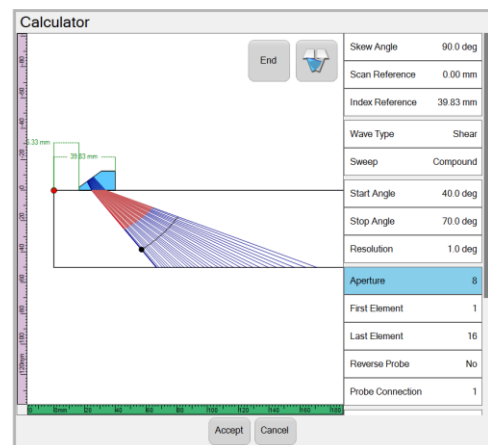 Calculator
End
Skew Angle 90.0 deg
Scan Reference 0.00 mm
Index Reference 39.83 mm
Wave Type Shear
Sweep Compound
Start Angle 40.0 deg
Stop Angle 70.0 deg
Resolution 1.0 deg
Aperture 8
First Element 1
Last Element 16
Reverse Probe No
Probe Connection 1
39.83 mm
Accept Cancel